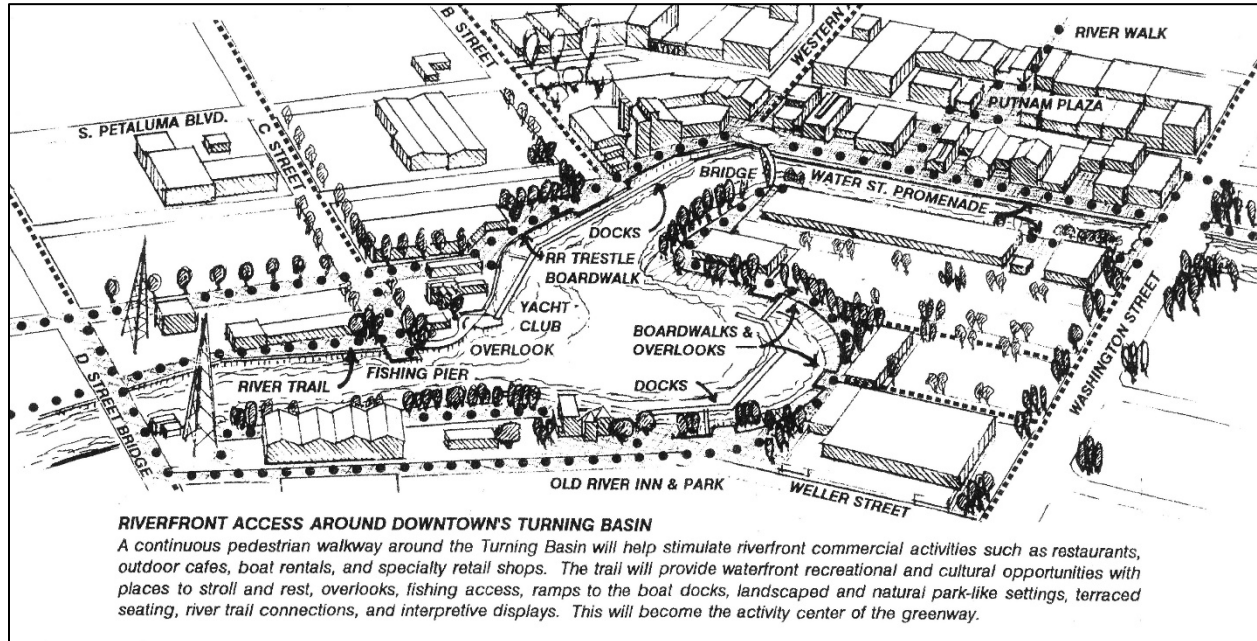 B STREET
WESTERN
RIVER WALK
PUTNAM PLAZA
S. PETALUMA BLVD.
C STREET
BRIDGE
WATER ST. PROMENADE
DOCKS
RR TRESTLE
BOARDWALK
YACHT
CLUB
OVERLOOK
BOARDWALKS &
OVERLOOKS
WASHINGTON STREET
FISHING PIER
RIVER TRAIL
DOCKS
D STREET BRIDGE
OLD RIVER INN & PARK
WELLER STREET
RIVERFRONT ACCESS AROUND DOWNTOWN'S TURNING BASIN
A continuous pedestrian walkway around the Turning Basin will help stimulate riverfront commercial activities such as restaurants,
outdoor cafes, boat rentals, and specialty retail shops. The trail will provide waterfront recreational and cultural opportunities with
places to stroll and rest, overlooks, fishing access, ramps to the boat docks, landscaped and natural park-like settings, terraced
seating, river trail connections, and interpretive displays. This will become the activity center of the greenway.